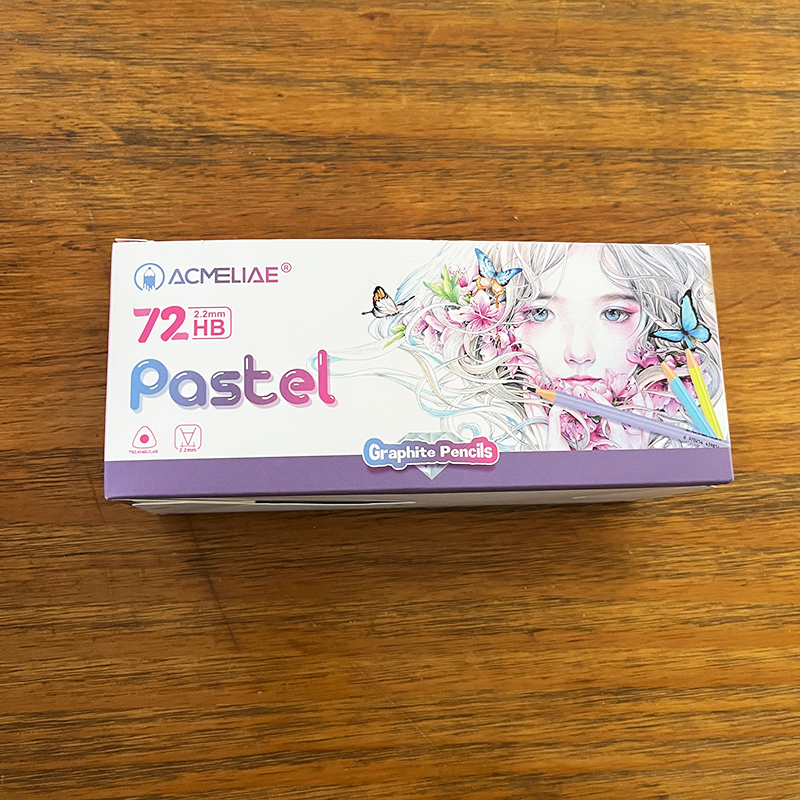 ACMELIAE®
72 2.2mm
HB
Pastel
TRIANGULAR 2.2mm
Graphite Pencils